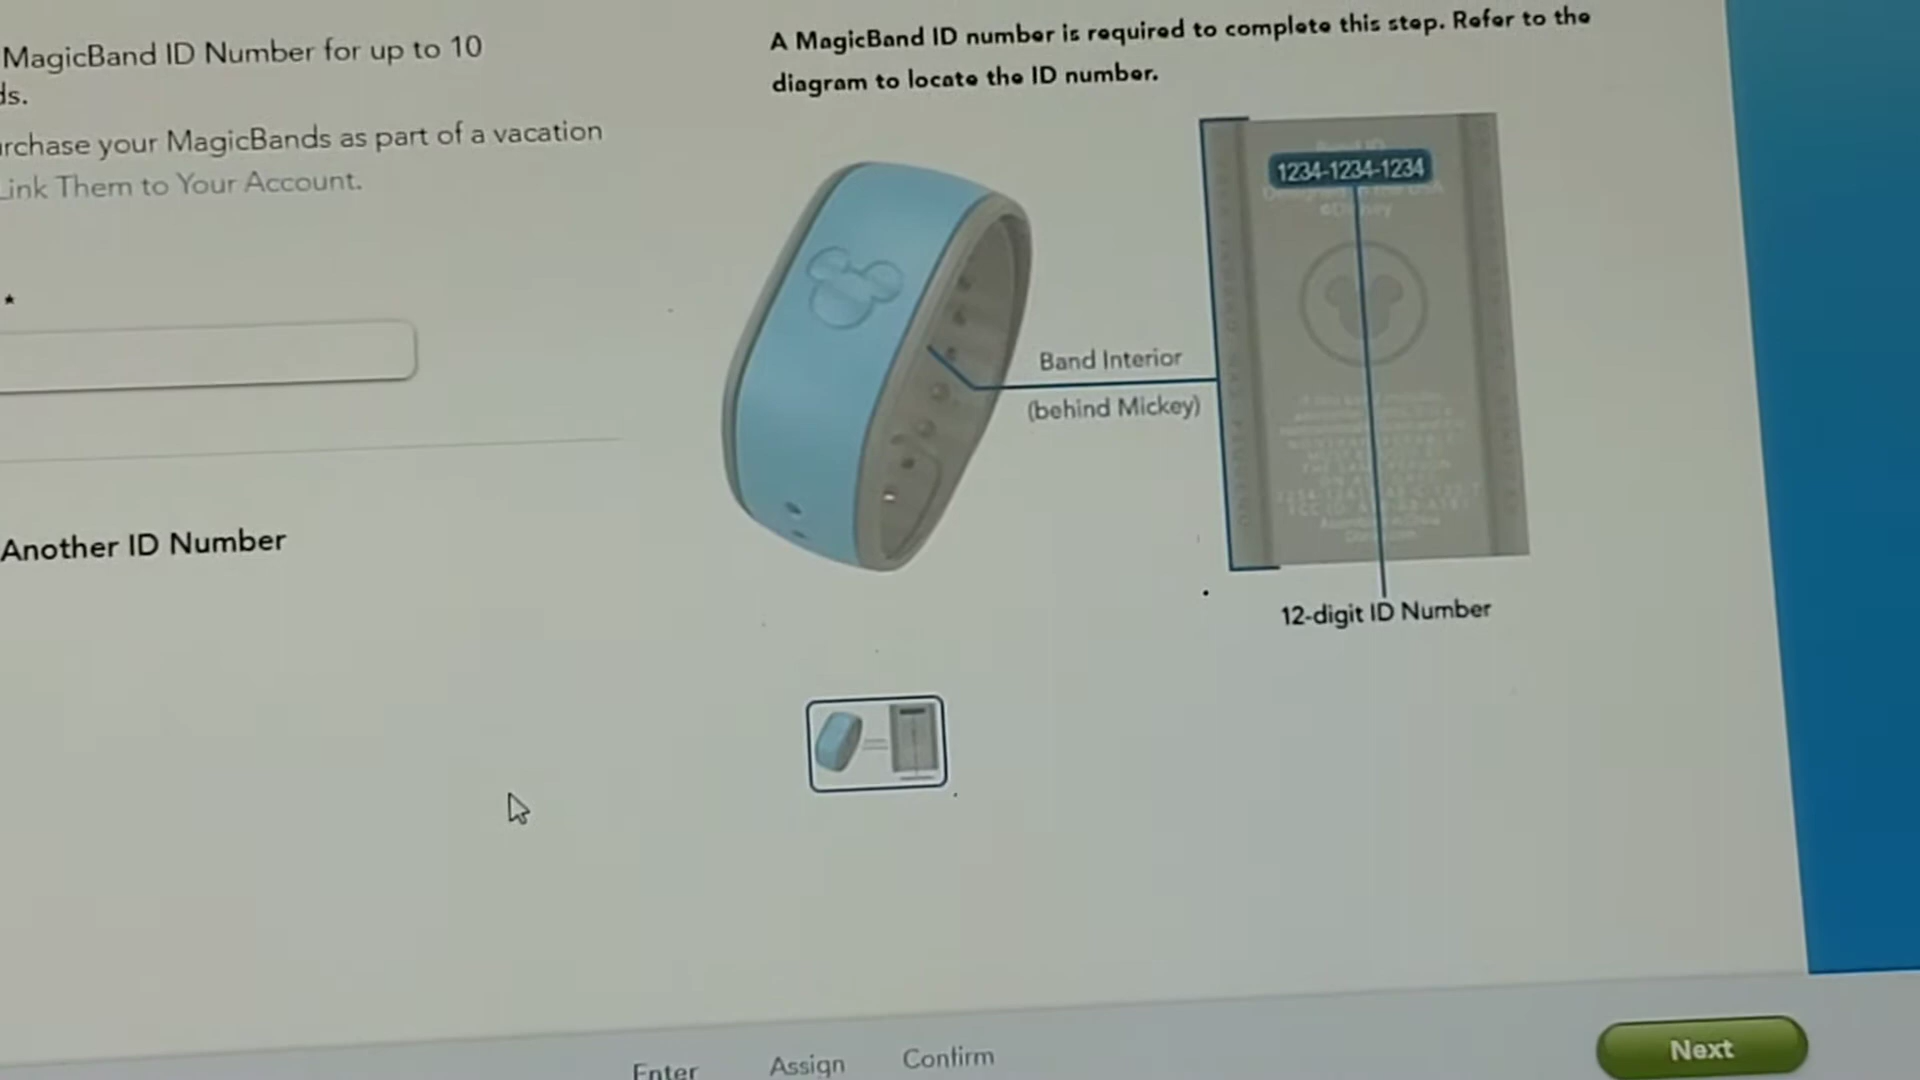 MagicBand ID Number for up to 10
ds.
urchase your MagicBands as part of a vacation
Link Them to Your Account.
*
Another ID Number
A MagicBand ID number is required to complete this step. Refer to the
diagram to locate the ID number.
1234-1234-1234
©Disney
Band Interior
(behind Mickey)
12-digit ID Number
Enter
Assign
Confirm
Next